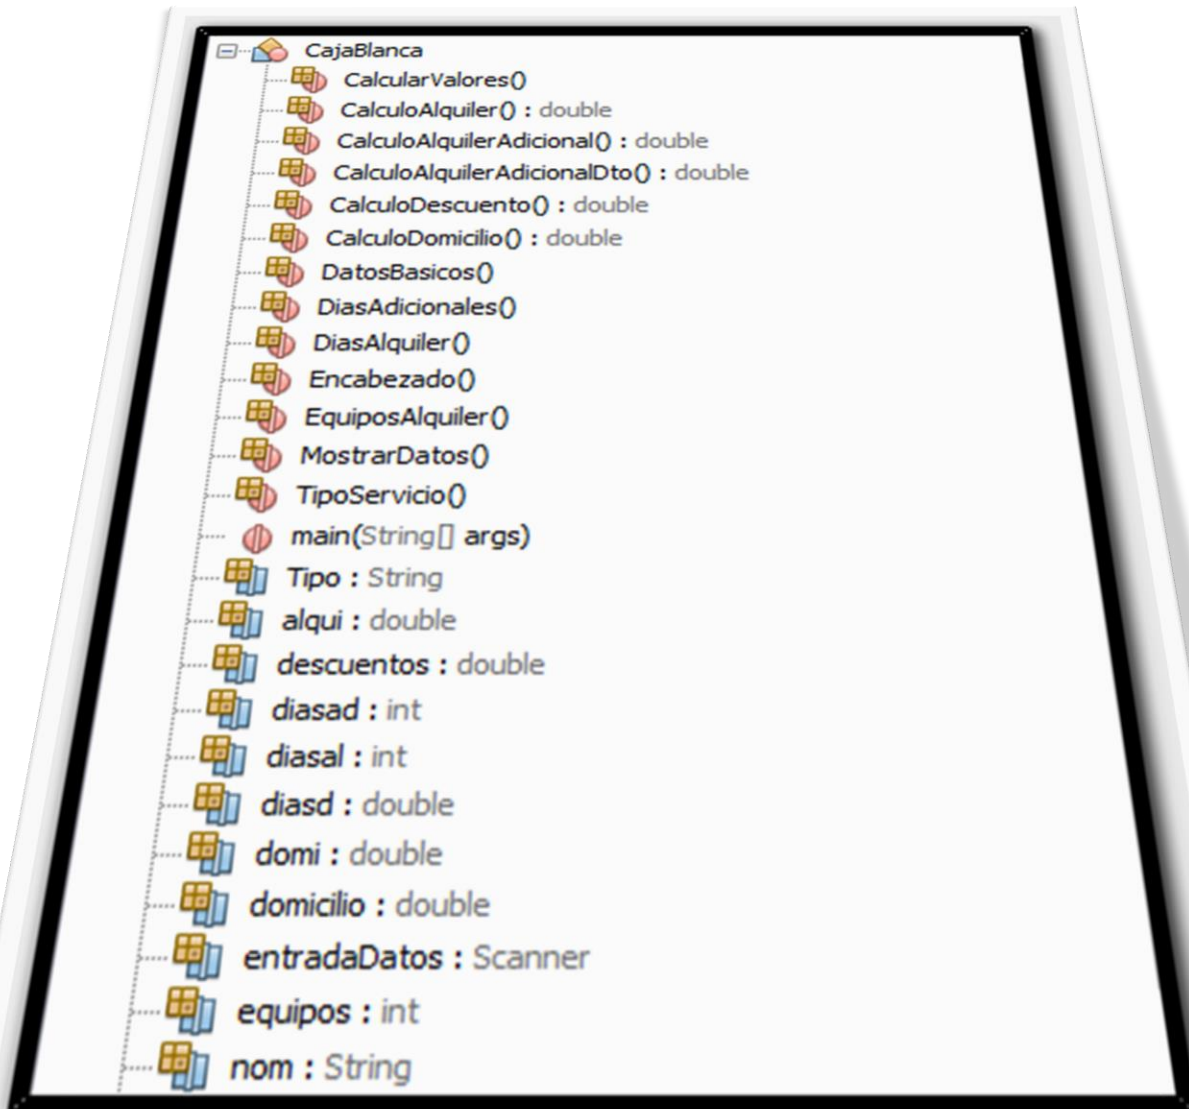 CajaBlanca
CalcularValores()
CalculoAlquiler() : double
CalculoAlquilerAdicional() : double
CalculoAlquilerAdicionalDto() : double
CalculoDescuento() : double
CalculoDomicilio() : double
DatosBasicos()
DiasAdicionales()
DiasAlquiler()
Encabezado()
EquiposAlquiler()
MostrarDatos()
TipoServicio()
main(String[] args)
Tipo : String
alqui : double
descuentos : double
diasad : int
diasal : int
diasd : double
domi : double
domicilio : double
entradaDatos : Scanner
equipos : int
nom : String